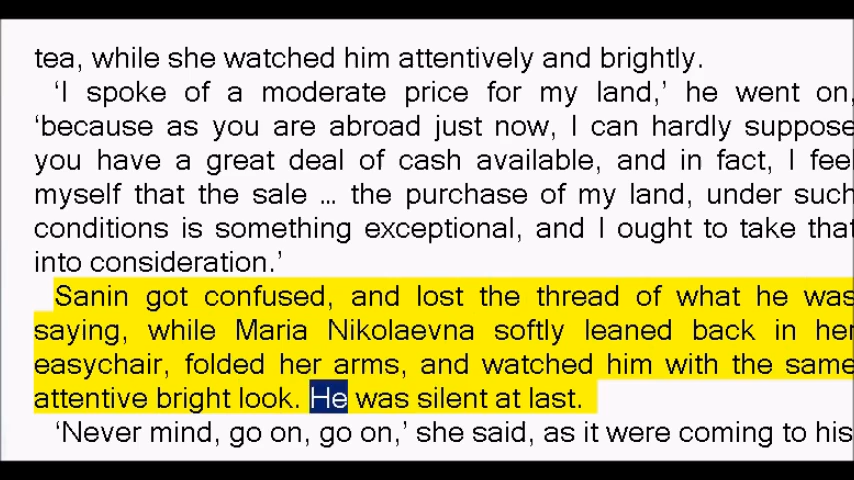 tea, while she watched him attentively and brightly.
‘I spoke of a moderate price for my land,’ he went on,
‘because as you are abroad just now, I can hardly suppose
you have a great deal of cash available, and in fact, I feel
myself that the sale ... the purchase of my land, under such
conditions is something exceptional, and I ought to take that
into consideration.’
Sanin got confused, and lost the thread of what he was
saying, while Maria Nikolaevna softly leaned back in her
easychair, folded her arms, and watched him with the same
attentive bright look. He was silent at last.
‘Never mind, go on, go on,’ she said, as it were coming to his